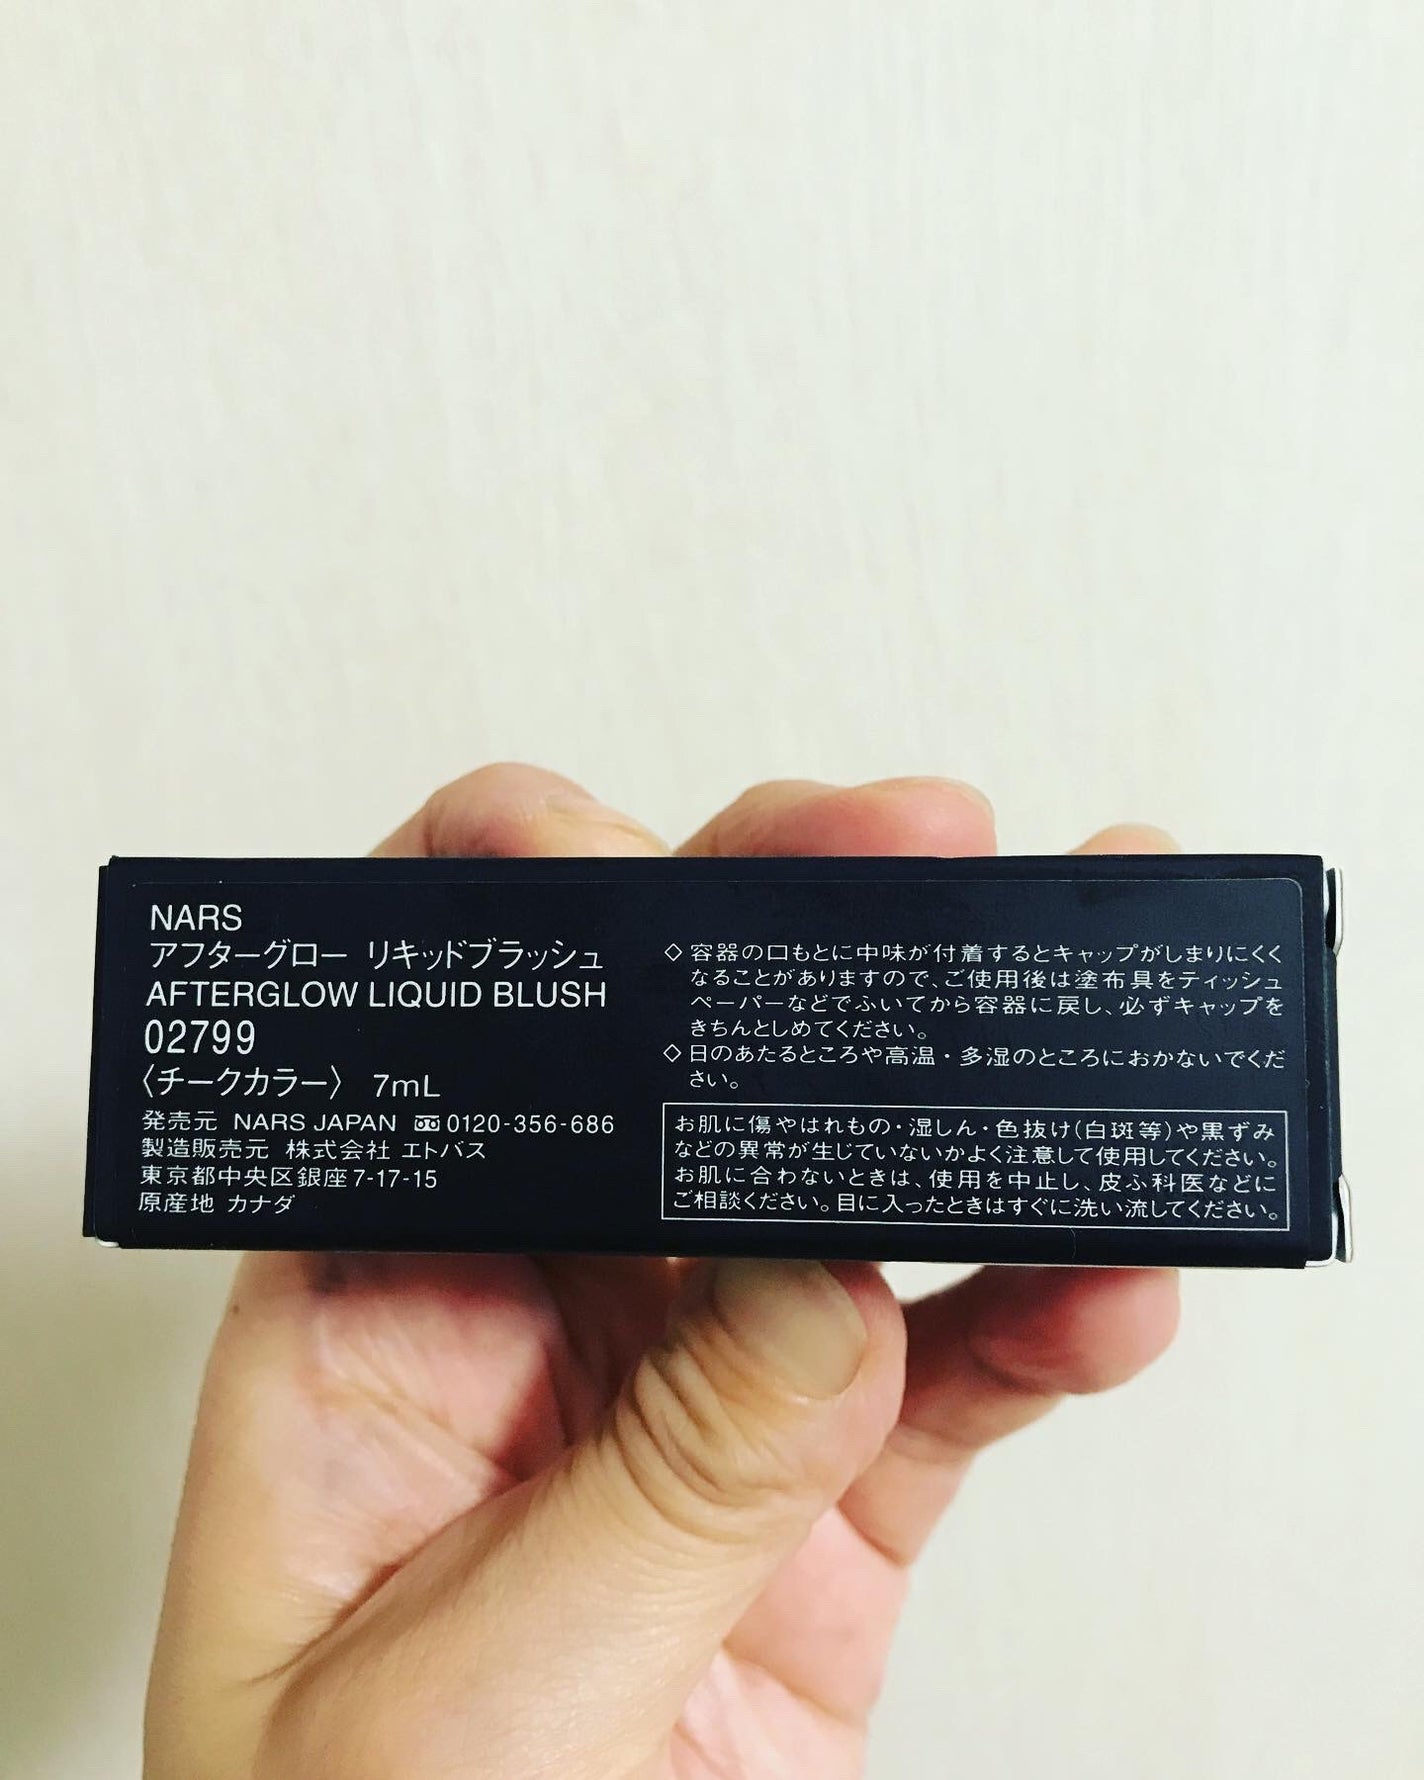 NARS
アフターグロー リキッドブラッシュ
AFTERGLOW LIQUID BLUSH
02799
〈チークカラー〉 7mL
発売元 NARS JAPAN 0120-356-686
製造販売元 株式会社 エトバス
東京都中央区銀座7-17-15
原産地 カナダ
◇ 容器の口もとに中味が付着するとキャップがしまりにくく
なることがありますので、ご使用後は塗布具をティッシュ
ペーパーなどでふいてから容器に戻し、必ずキャップを
きちんとしめてください。
◇ 日のあたるところや高温・多湿のところにおかないでくだ
さい。
お肌に傷やはれもの・湿しん・色抜け(白斑等)や黒ずみ
などの異常が生じていないかよく注意して使用してください。
お肌に合わないときは、使用を中止し、皮ふ科医などに
ご相談ください。目に入ったときはすぐに洗い流してください。